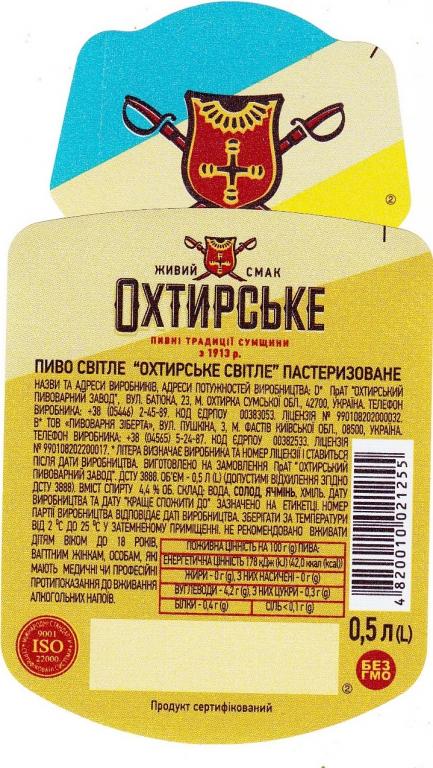 ②
ЖИВИЙ СМАК
ОХТИРСЬКЕ
ПИВНІ ТРАДИЦІЇ СУМЩИНИ
з 1913 р.
ПИВО СВІТЛЕ "ОХТИРСЬКЕ СВІТЛЕ" ПАСТЕРИЗОВАНЕ
НАЗВИ ТА АДРЕСИ ВИРОБНИКІВ, АДРЕСИ ПОТУЖНОСТЕЙ ВИРОБНИЦТВА: D* ПрАТ "ОХТИРСЬКИЙ
ПИВОВАРНИЙ ЗАВОД", ВУЛ. БАТЮКА, 23, М. ОХТИРКА СУМСЬКОЇ ОБЛ., 42700, УКРАЇНА. ТЕЛЕФОН
ВИРОБНИКА: +38 (05446) 2-45-89. КОД ЄДРПОУ 00383053. ЛІЦЕНЗІЯ № 990108202000032.
B* ТОВ «ПИВОВАРНЯ ЗІБЕРТА», ВУЛ. ПУШКІНА, 3, М. ФАСТІВ КИЇВСЬКОЇ ОБЛ., 08500, УКРАЇНА.
ТЕЛЕФОН ВИРОБНИКА: +38 (04565) 5-24-87. КОД ЄДРПОУ 00382533. ЛІЦЕНЗІЯ
№ 990108202200017. * ЛІТЕРА ВИЗНАЧАЄ ВИРОБНИКА ТА НОМЕР ЛІЦЕНЗІЇ І СТАВИТЬСЯ
ПІСЛЯ ДАТИ ВИРОБНИЦТВА. ВИГОТОВЛЕНО НА ЗАМОВЛЕННЯ ПрАТ "ОХТИРСЬКИЙ
ПИВОВАРНИЙ ЗАВОД". ДСТУ 3888. ОБ'ЄМ - 0,5 Л (L) (ДОПУСТИМІ ВІДХИЛЕННЯ ЗГІДНО
ДСТУ 3888). ВМІСТ СПИРТУ 4,4 % ОБ. СКЛАД: ВОДА, СОЛОД, ЯЧМІНЬ, ХМІЛЬ. ДАТУ
ВИРОБНИЦТВА ТА ДАТУ "КРАЩЕ СПОЖИТИ ДО" ЗАЗНАЧЕНО НА ЕТИКЕТЦІ. НОМЕР
ПАРТІЇ ВИРОБНИЦТВА ВІДПОВІДАЄ ДАТІ ВИРОБНИЦТВА. ЗБЕРІГАТИ ЗА ТЕМПЕРАТУРИ
ВІД 2 °С ДО 25 °С У ЗАТЕМНЕНОМУ ПРИМІЩЕННІ. НЕ РЕКОМЕНДОВАНО ВЖИВАТИ
ДІТЯМ ВІКОМ ДО 18 РОКІВ,
ВАГІТНИМ ЖІНКАМ, ОСОБАМ, ЯКІ
МАЮТЬ МЕДИЧНІ ЧИ ПРОФЕСІЙНІ
ПРОТИПОКАЗАННЯ ДО ВЖИВАННЯ
АЛКОГОЛЬНИХ НАПОЇВ.
ПОЖИВНА ЦІННІСТЬ НА 100 г (g) ПИВА:
ЕНЕРГЕТИЧНА ЦІННІСТЬ 178 кДж (kJ) (42,0 ккал (kcal))
ЖИРИ - 0 г (g), З НИХ НАСИЧЕНІ - 0 г (g)
ВУГЛЕВОДИ - 4,2 г (g), З НИХ ЦУКРИ - 0,3 г (g)
БІЛКИ - 0,4 г (g) СІЛЬ < 0,1 г (g)
4 820001 021255
0,5 л (L)
9001
ISO
22000
БЕЗ
ГМО
②
Продукт сертифікований